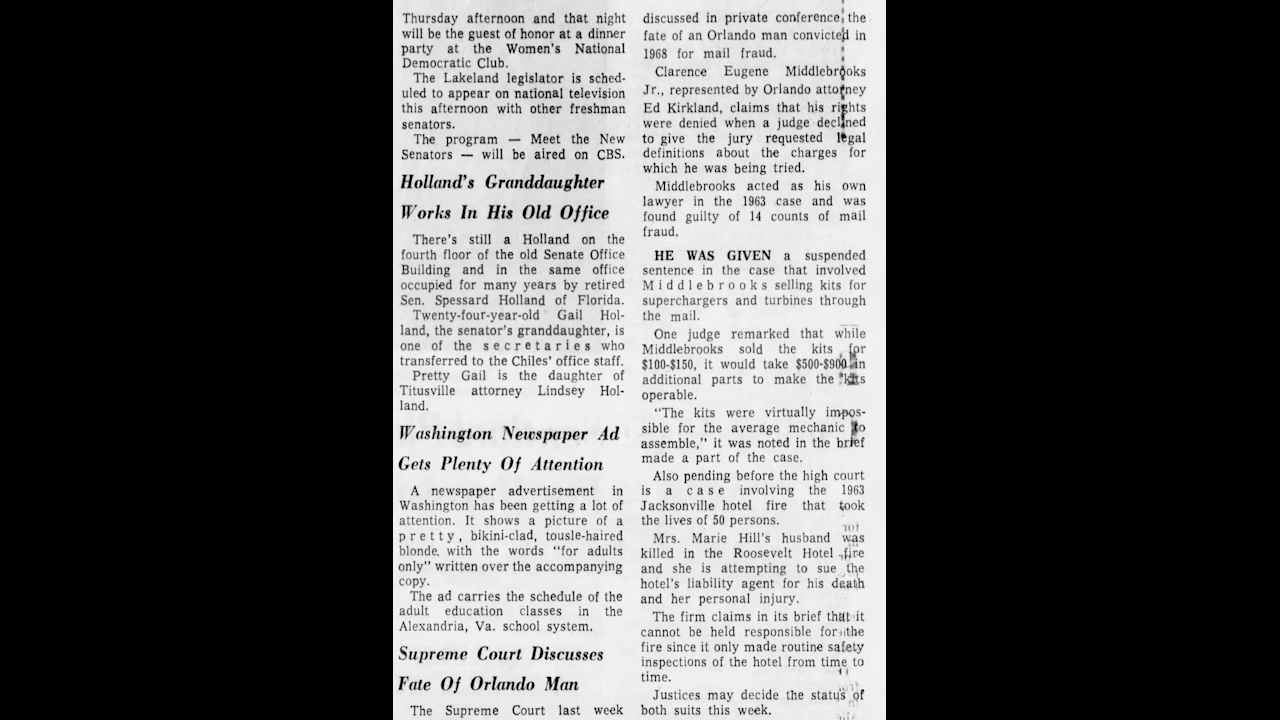 Thursday afternoon and that night
will be the guest of honor at a dinner
party at the Women's National
Democratic Club.
The Lakeland legislator is sched-
uled to appear on national television
this afternoon with other freshman
senators.
The program — Meet the New
Senators — will be aired on CBS.
Holland's Granddaughter
Works In His Old Office
There's still a Holland on the
fourth floor of the old Senate Office
Building and in the same office
occupied for many years by retired
Sen. Spessard Holland of Florida.
Twenty-four-year-old Gail Hol-
land, the senator's granddaughter, is
one of the secretaries who
transferred to the Chiles' office staff.
Pretty Gail is the daughter of
Titusville attorney Lindsey Hol-
land.
Washington Newspaper Ad
Gets Plenty Of Attention
A newspaper advertisement in
Washington has been getting a lot of
attention. It shows a picture of a
pretty, bikini-clad, tousle-haired
blonde, with the words "for adults
only" written over the accompanying
copy.
The ad carries the schedule of the
adult education classes in the
Alexandria, Va. school system.
Supreme Court Discusses
Fate Of Orlando Man
The Supreme Court last week
discussed in private conference the
fate of an Orlando man convicted in
1968 for mail fraud.
Clarence Eugene Middlebrooks
Jr., represented by Orlando attorney
Ed Kirkland, claims that his rights
were denied when a judge declined
to give the jury requested legal
definitions about the charges for
which he was being tried.
Middlebrooks acted as his own
lawyer in the 1963 case and was
found guilty of 14 counts of mail
fraud.
HE WAS GIVEN a suspended
sentence in the case that involved
Middlebrooks selling kits for
superchargers and turbines through
the mail.
One judge remarked that while
Middlebrooks sold the kits for
$100-$150, it would take $500-$900 in
additional parts to make the kits
operable.
"The kits were virtually impos-
sible for the average mechanic to
assemble," it was noted in the brief
made a part of the case.
Also pending before the high court
is a case involving the 1963
Jacksonville hotel fire that took
the lives of 50 persons.
Mrs. Marie Hill's husband was
killed in the Roosevelt Hotel fire
and she is attempting to sue the
hotel's liability agent for his death
and her personal injury.
The firm claims in its brief that it
cannot be held responsible for the
fire since it only made routine safety
inspections of the hotel from time to
time.
Justices may decide the status of
both suits this week.